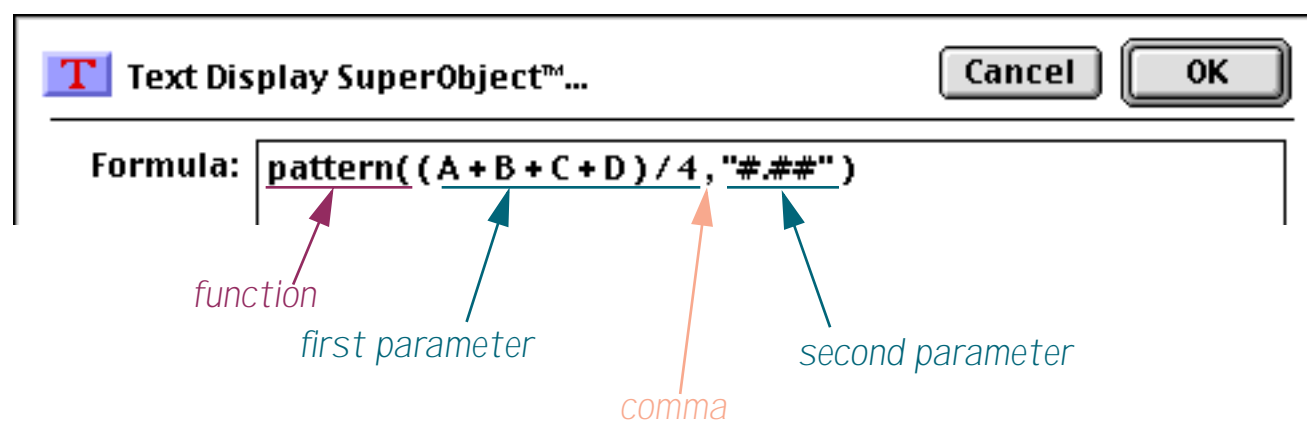 T Text Display SuperObject™... Cancel OK
Formula: pattern((A+B+C+D)/4,"#.##")
function
first parameter
second parameter
comma